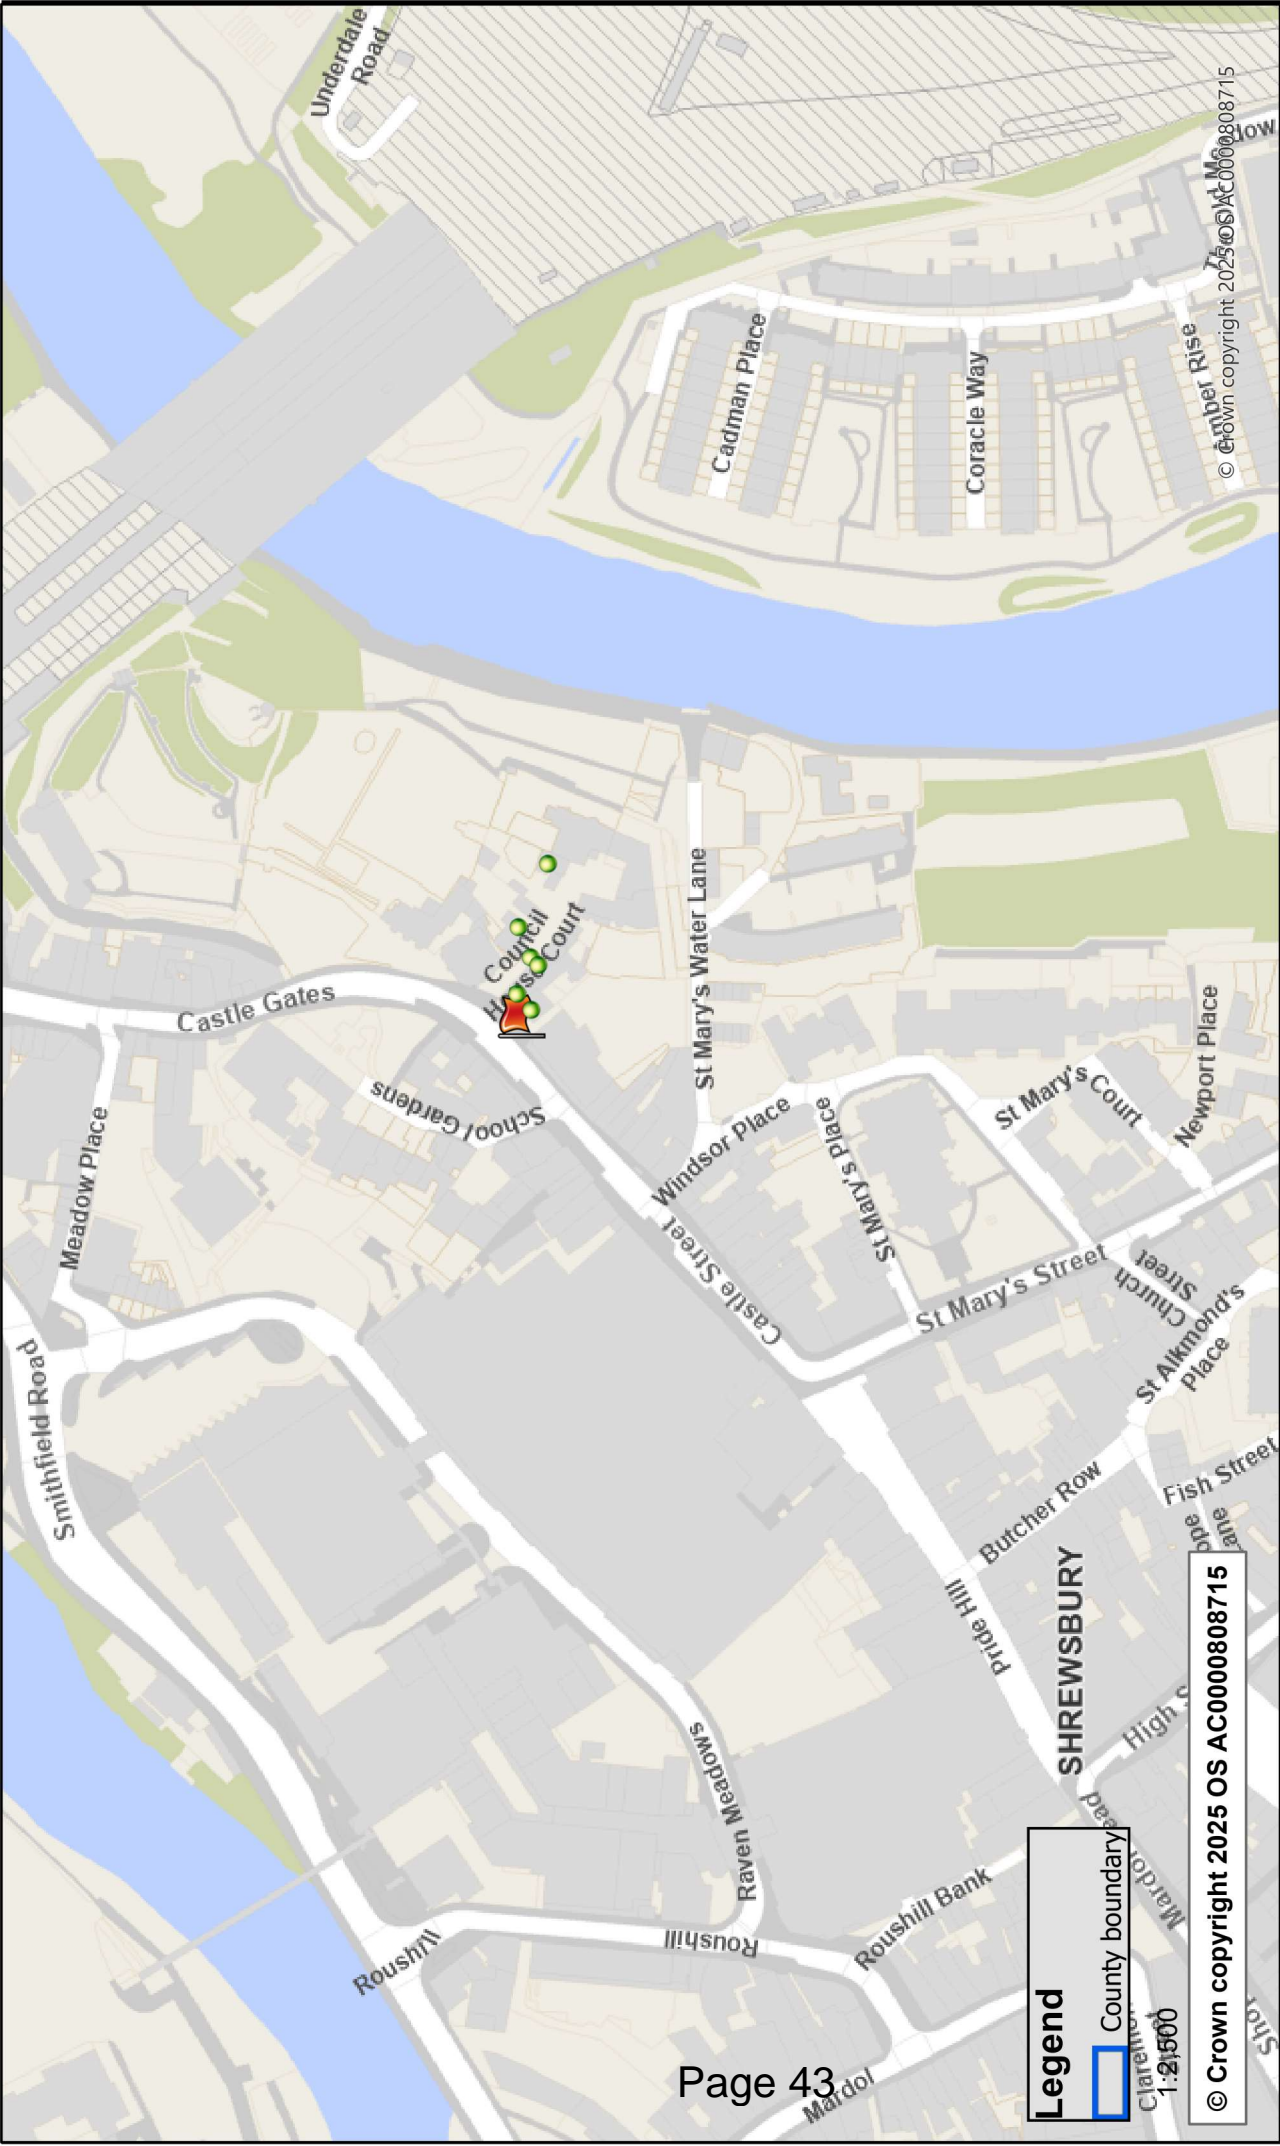 Underdale
Road
Cadman Place
Coracle Way
Amber Rise
© Crown copyright 2025 OS AC0000808715
Council
House Court
Castle Gates
School Gardens
Meadow Place
St Mary's Water Lane
Windsor Place
St Mary's Place
St Mary's
Court
Newport Place
Castle Street
St Mary's Street
Church
Street
St Alkmond's
Place
Smithfield Road
Butcher Row
Fish Street
Pride Hill
SHREWSBURY
Raven Meadows
Roushill
Roushill
Roushill Bank
Mardol
Page 43
Legend
County boundary
1:2,500
© Crown copyright 2025 OS AC0000808715